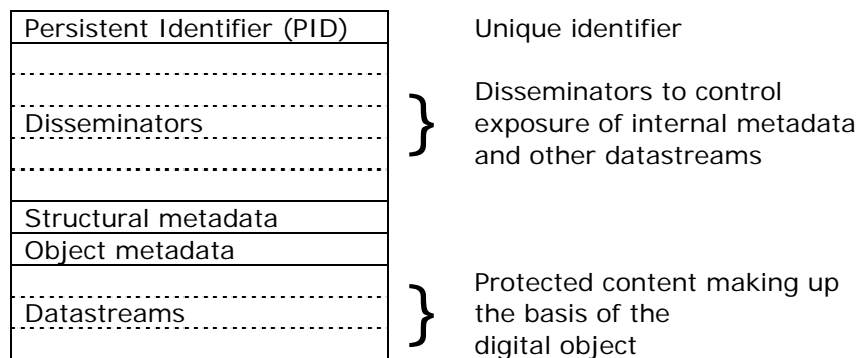 Persistent Identifier (PID)
Unique identifier
Disseminators
Disseminators to control
exposure of internal metadata
and other datastreams
Structural metadata
Object metadata
Datastreams
Protected content making up
the basis of the
digital object